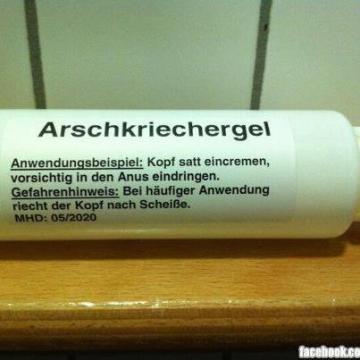 Arschkriechergel
Anwendungsbeispiel: Kopf satt eincremen,
vorsichtig in den Anus eindringen.
Gefahrenhinweis: Bei häufiger Anwendung
riecht der Kopf nach Scheiße.
MHD: 05/2020
facebook.co